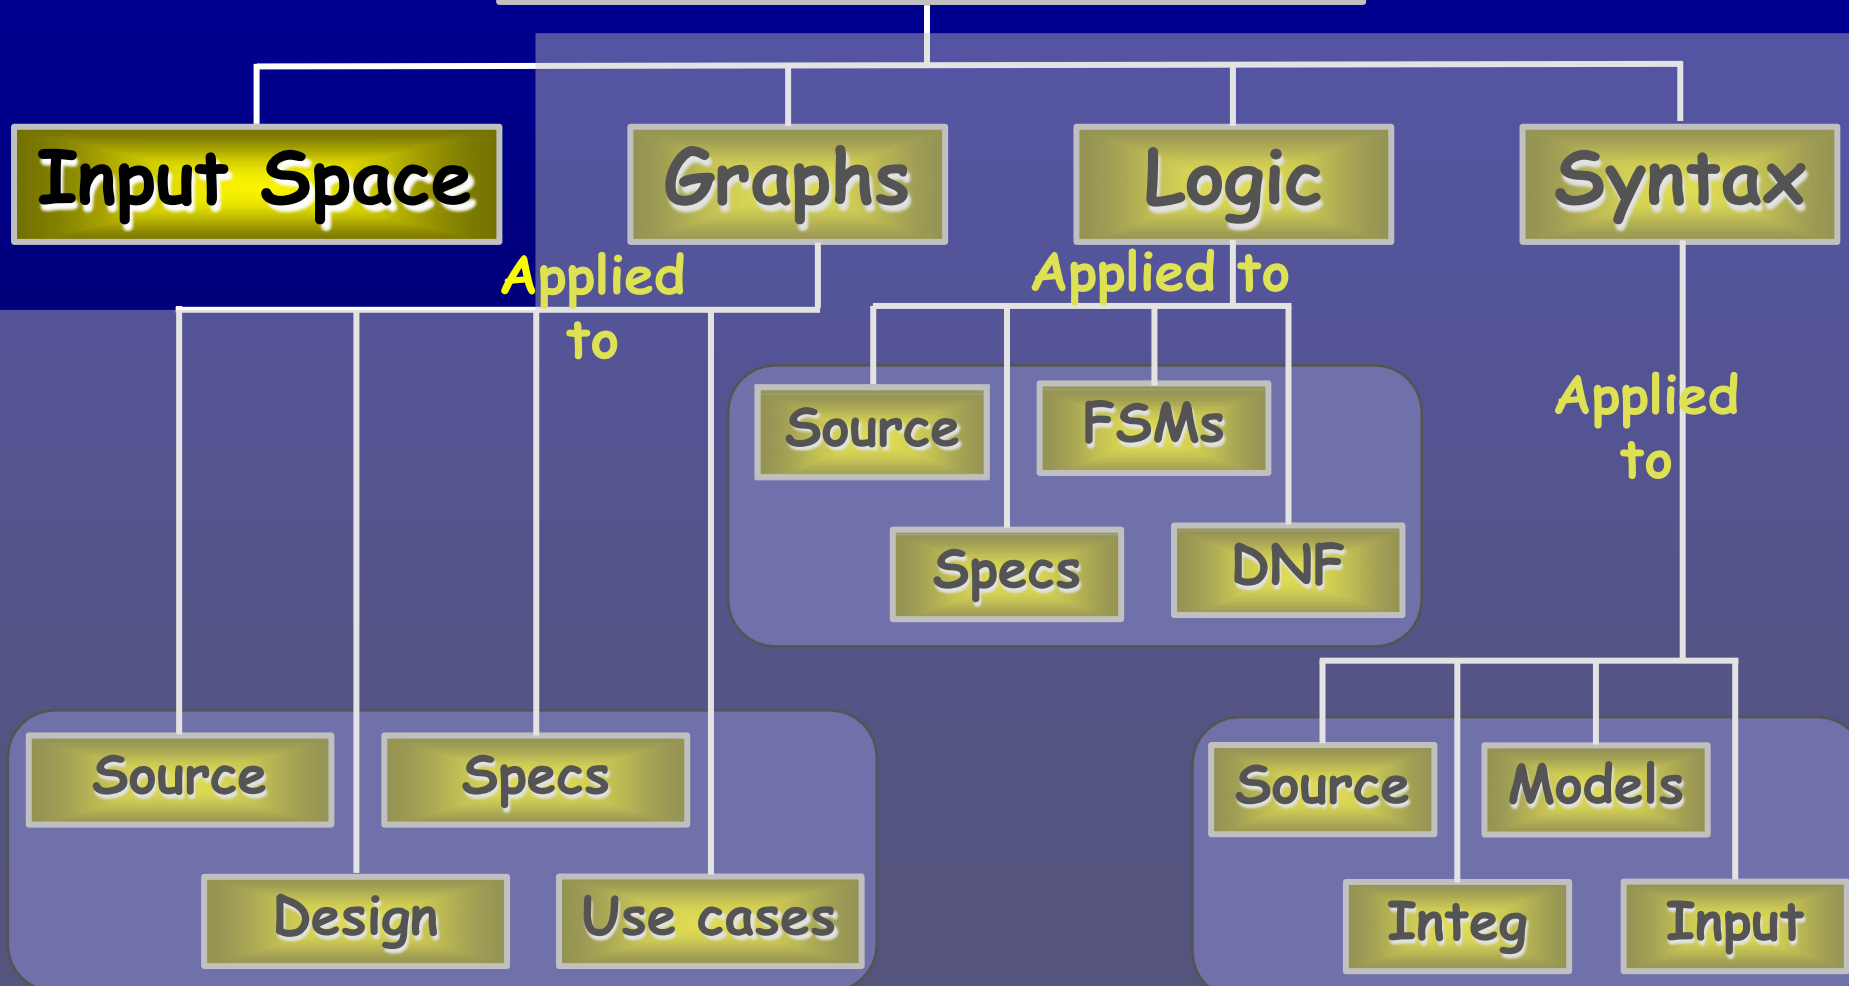 Input Space
Graphs
Logic
Syntax
Applied
to
Applied to
Applied
to
Source
FSMs
Specs
DNF
Source
Specs
Design
Use cases
Source
Models
Integ
Input